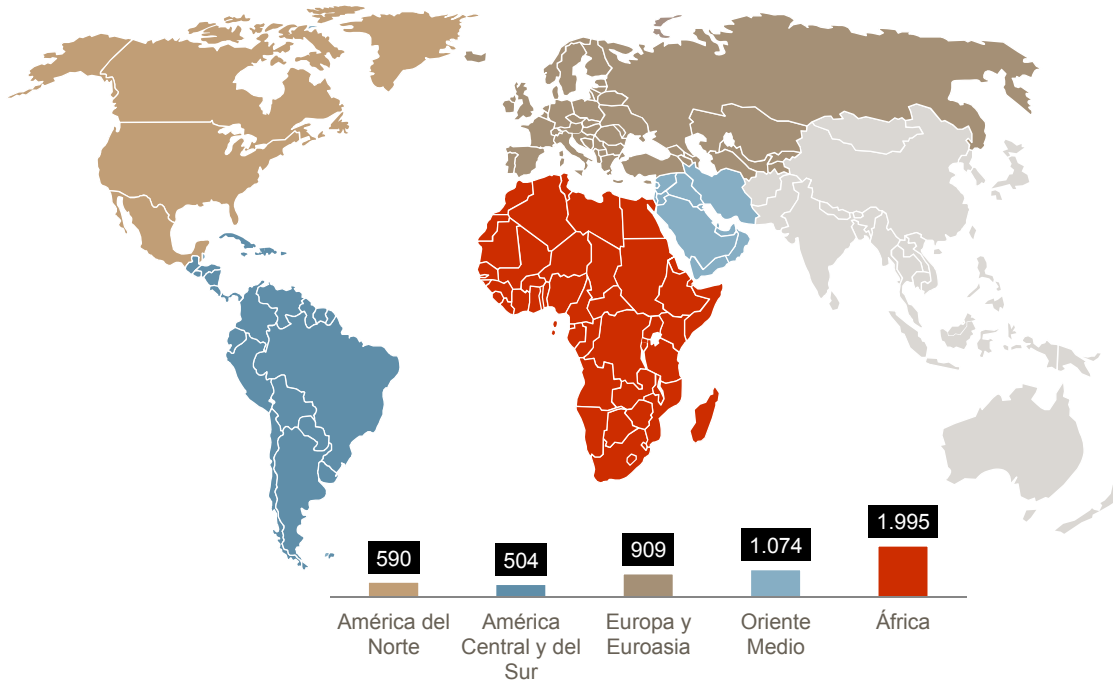 590
504
909
1.074
1.995
América del
Norte
América
Central y del
Sur
Europa y
Euroasia
Oriente
Medio
África